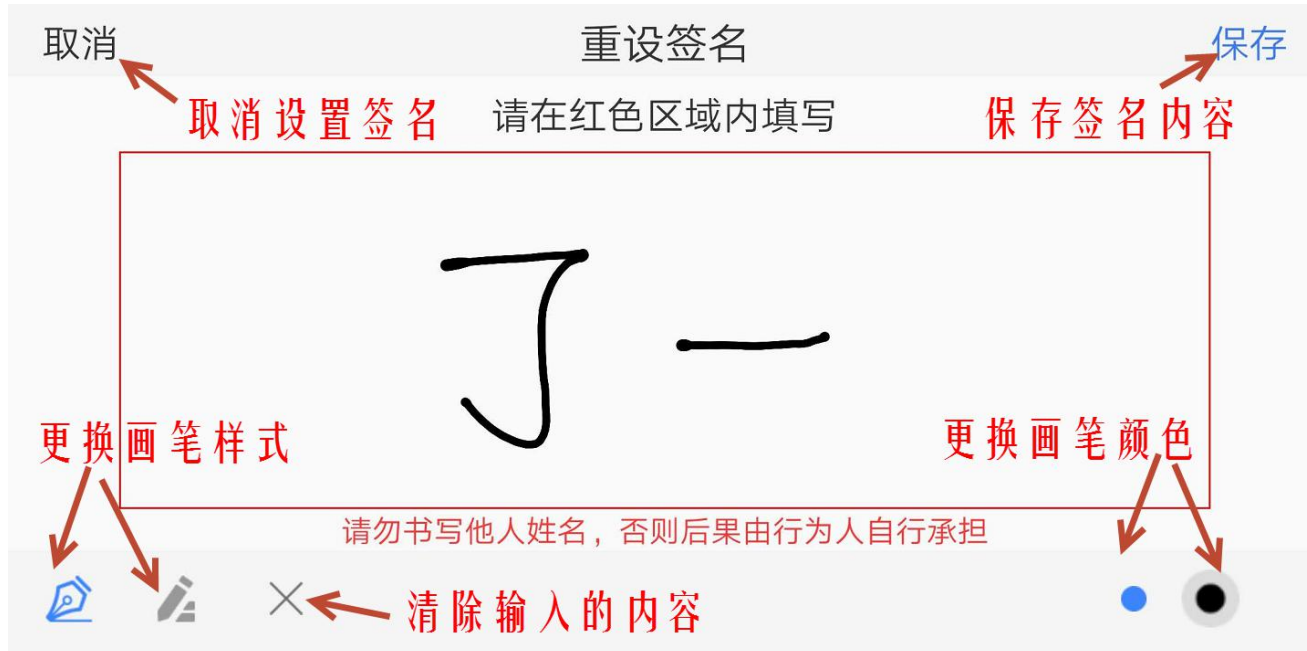 取消 重设签名 保存
取消设置签名 请在红色区域内填写 保存签名内容
丁一
更换画笔样式 更换画笔颜色
请勿书写他人姓名，否则后果由行为人自行承担
清除输入的内容